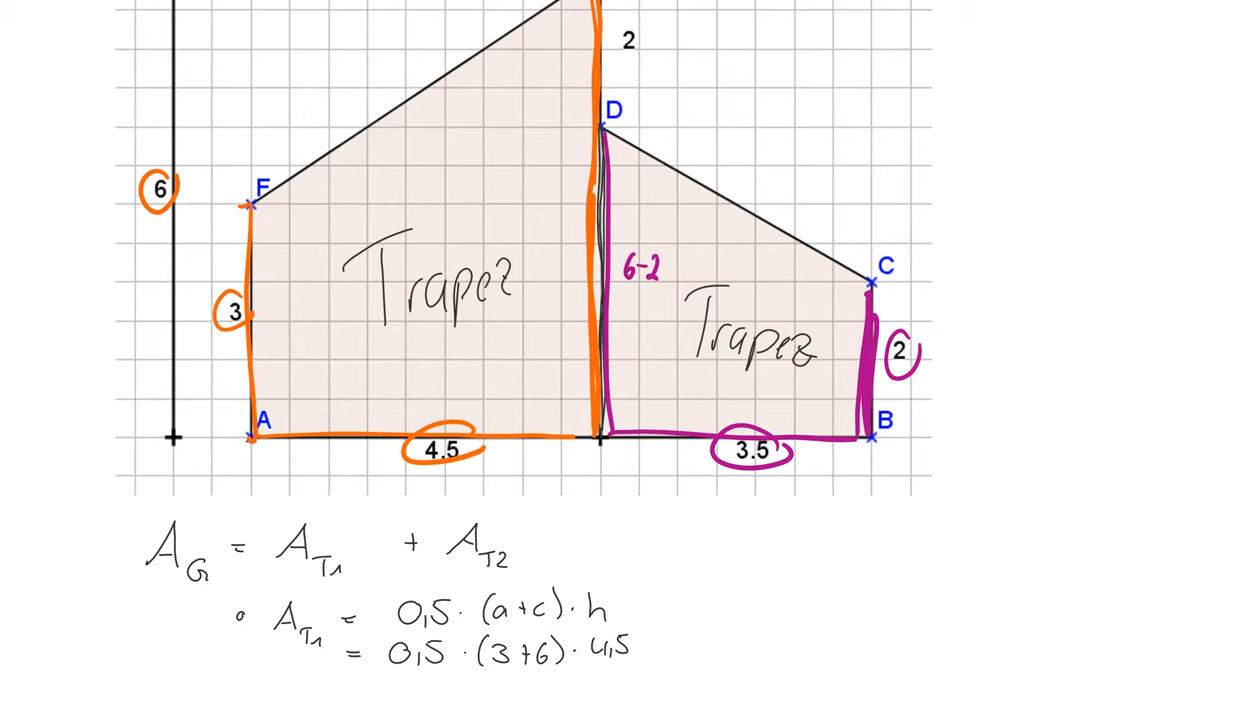 2
D
6
F
C
6-2
Trapez
3
Trapez
2
A
B
4.5
3.5
A_G = A_T1 + A_T2
∘ A_T1 = 0,5 · (a+c) · h
= 0,5 · (3+6) · 4,5